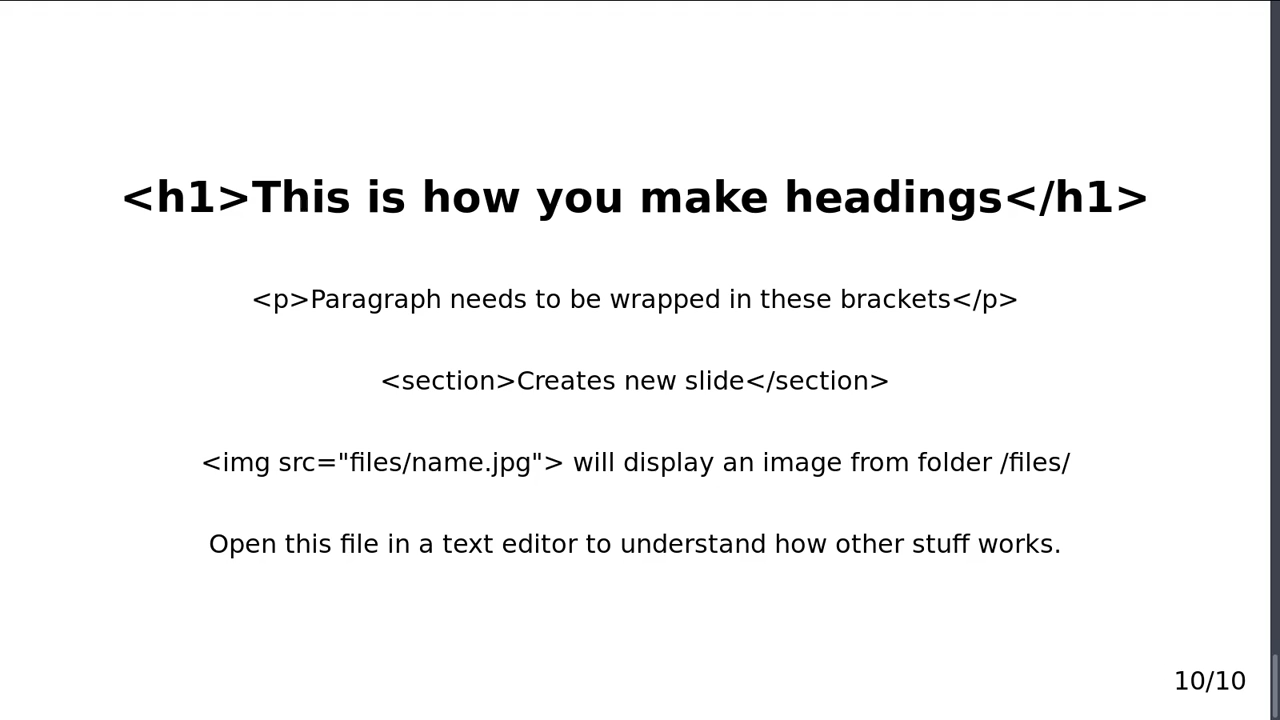 <h1>This is how you make headings</h1>
<p>Paragraph needs to be wrapped in these brackets</p>
<section>Creates new slide</section>
<img src="files/name.jpg"> will display an image from folder /files/
Open this file in a text editor to understand how other stuff works.
10/10